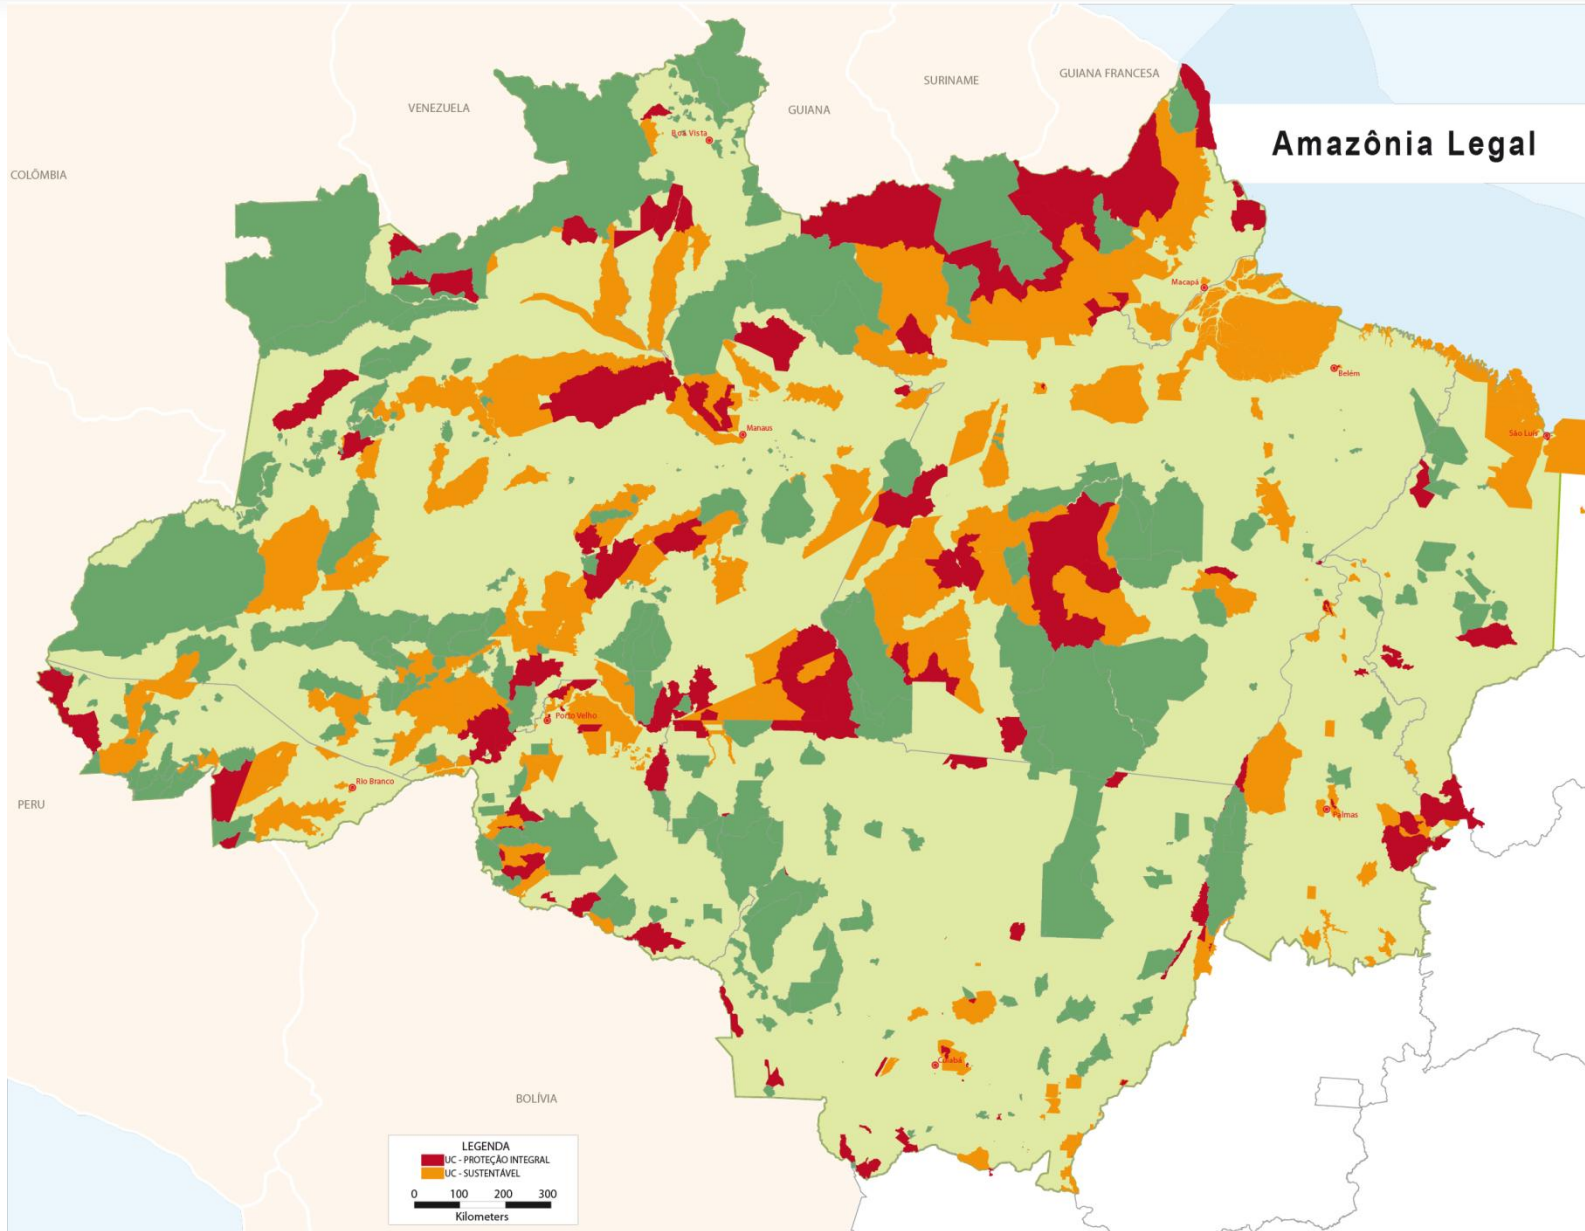 SURINAME
GUIANA FRANCESA
VENEZUELA
GUIANA
Boa Vista
Amazônia Legal
COLÔMBIA
Macapá
Belém
Manaus
São Luís
Porto Velho
Rio Branco
PERU
Palmas
Cuiabá
BOLÍVIA
LEGENDA
UC - PROTEÇÃO INTEGRAL
UC - SUSTENTÁVEL
0 100 200 300
Kilometers